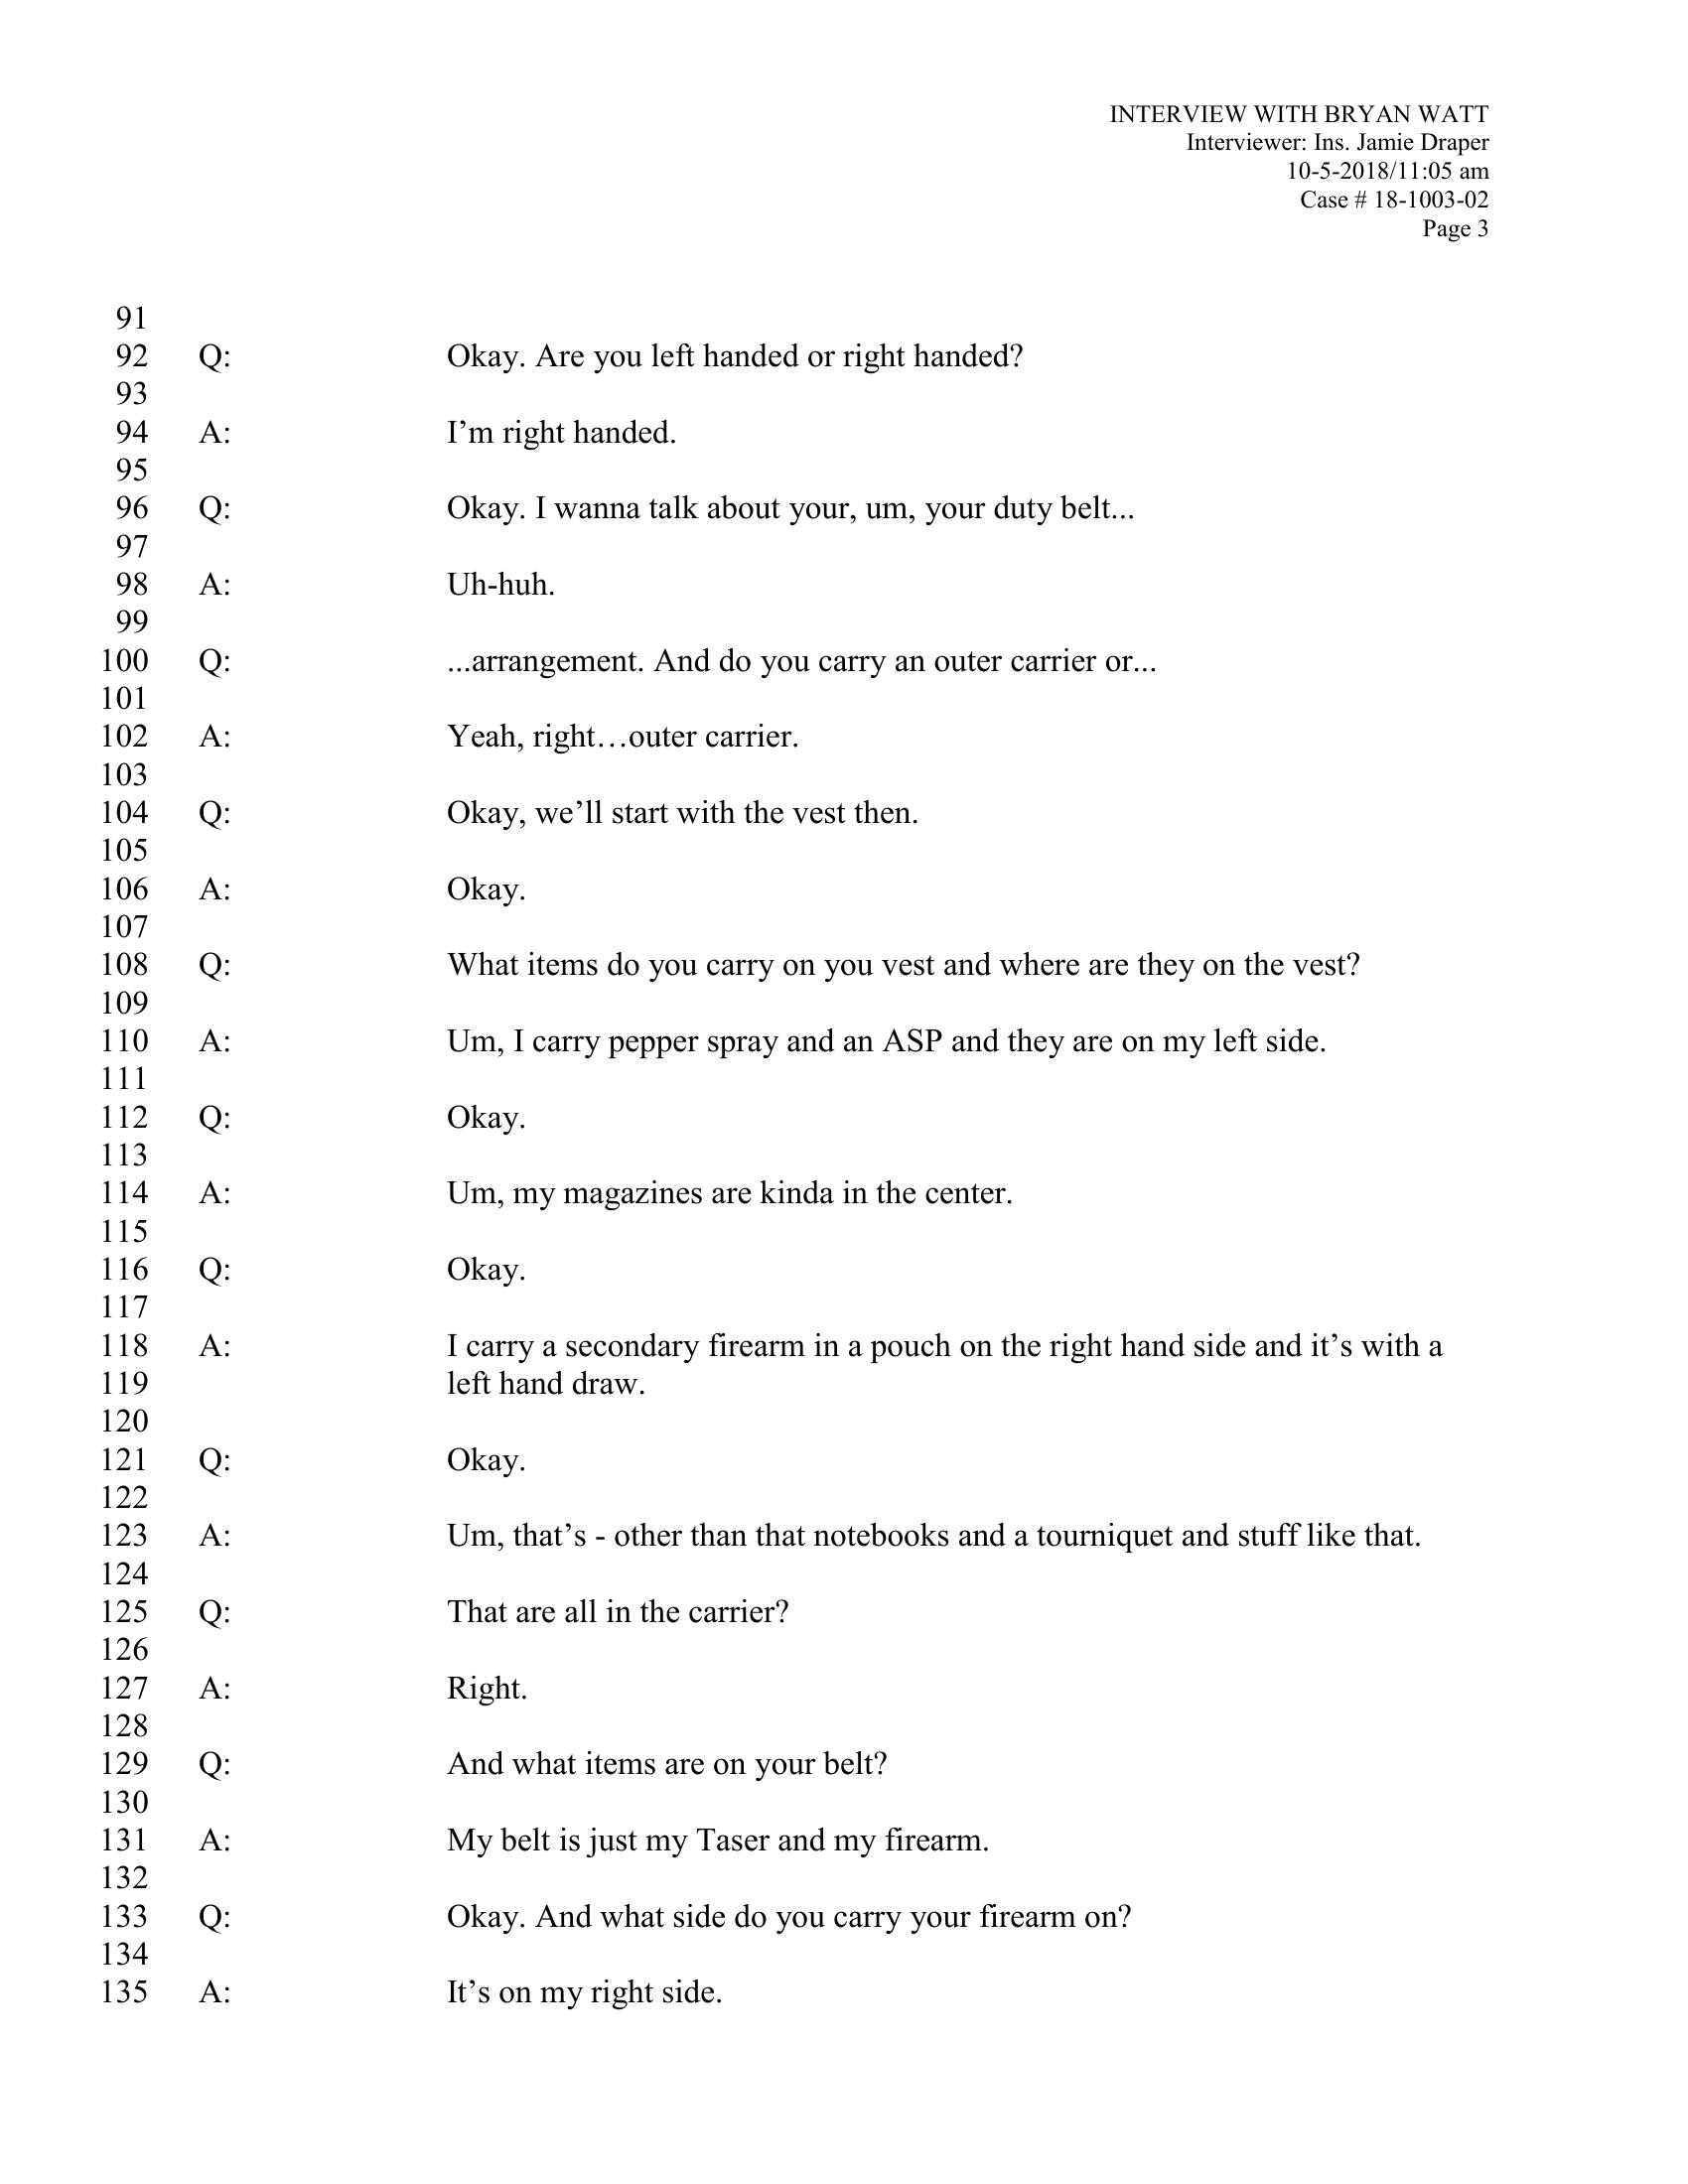 INTERVIEW WITH BRYAN WATT
Interviewer: Ins. Jamie Draper
10-5-2018/11:05 am
Case # 18-1003-02
Page 3
91
92 Q: Okay. Are you left handed or right handed?
93
94 A: I’m right handed.
95
96 Q: Okay. I wanna talk about your, um, your duty belt...
97
98 A: Uh-huh.
99
100 Q: ...arrangement. And do you carry an outer carrier or...
101
102 A: Yeah, right…outer carrier.
103
104 Q: Okay, we’ll start with the vest then.
105
106 A: Okay.
107
108 Q: What items do you carry on you vest and where are they on the vest?
109
110 A: Um, I carry pepper spray and an ASP and they are on my left side.
111
112 Q: Okay.
113
114 A: Um, my magazines are kinda in the center.
115
116 Q: Okay.
117
118 A: I carry a secondary firearm in a pouch on the right hand side and it’s with a
119 left hand draw.
120
121 Q: Okay.
122
123 A: Um, that’s - other than that notebooks and a tourniquet and stuff like that.
124
125 Q: That are all in the carrier?
126
127 A: Right.
128
129 Q: And what items are on your belt?
130
131 A: My belt is just my Taser and my firearm.
132
133 Q: Okay. And what side do you carry your firearm on?
134
135 A: It’s on my right side.